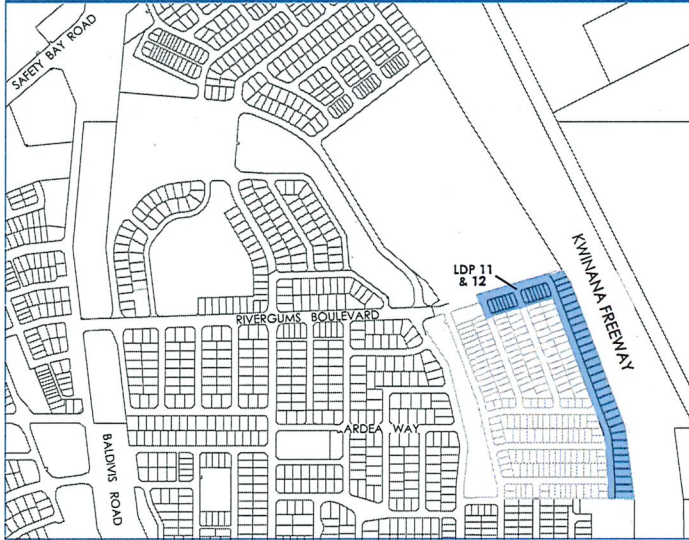 SAFETY BAY ROAD
LDP 11
& 12
KWINANA FREEWAY
RIVERGUMS BOULEVARD
ARDEA WAY
BALDIVIS ROAD